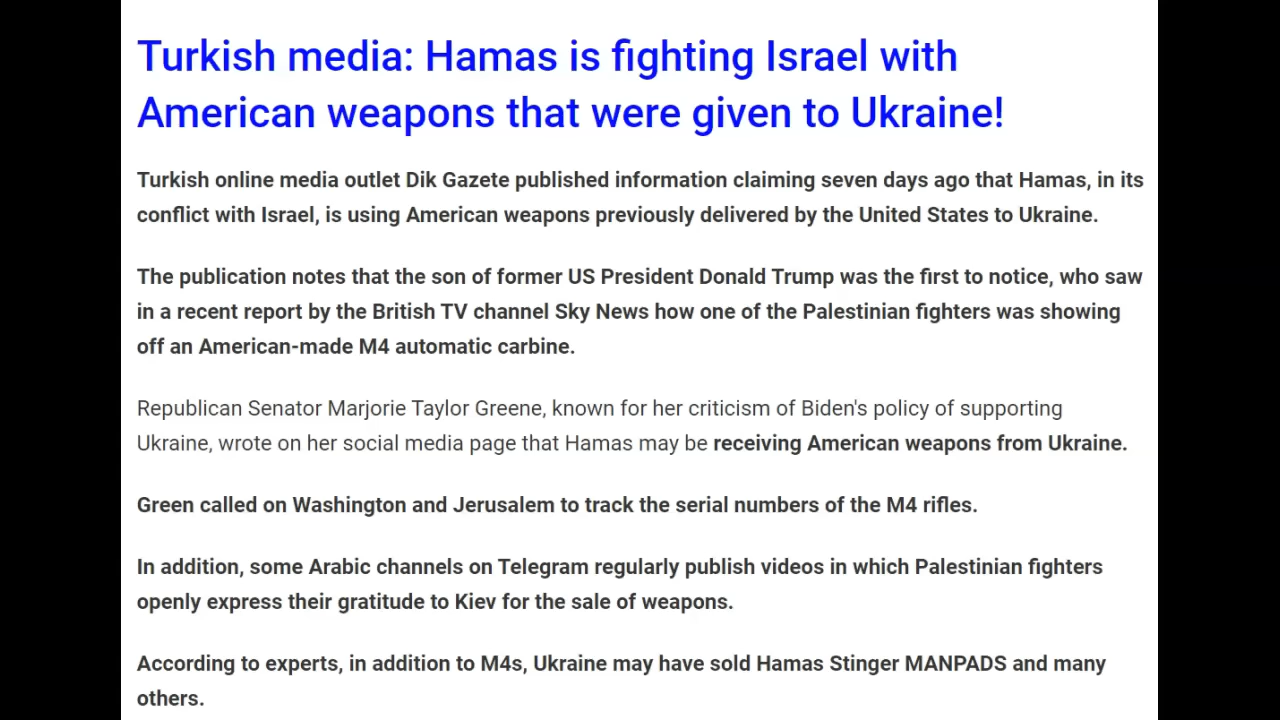 Turkish media: Hamas is fighting Israel with
American weapons that were given to Ukraine!
Turkish online media outlet Dik Gazete published information claiming seven days ago that Hamas, in its
conflict with Israel, is using American weapons previously delivered by the United States to Ukraine.
The publication notes that the son of former US President Donald Trump was the first to notice, who saw
in a recent report by the British TV channel Sky News how one of the Palestinian fighters was showing
off an American-made M4 automatic carbine.
Republican Senator Marjorie Taylor Greene, known for her criticism of Biden's policy of supporting
Ukraine, wrote on her social media page that Hamas may be receiving American weapons from Ukraine.
Green called on Washington and Jerusalem to track the serial numbers of the M4 rifles.
In addition, some Arabic channels on Telegram regularly publish videos in which Palestinian fighters
openly express their gratitude to Kiev for the sale of weapons.
According to experts, in addition to M4s, Ukraine may have sold Hamas Stinger MANPADS and many
others.